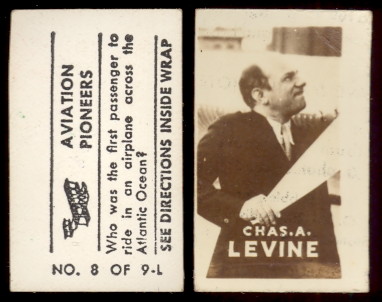 AVIATION
PIONEERS
Who was the first passenger to
ride in an airplane across the
Atlantic Ocean?
SEE DIRECTIONS INSIDE WRAP
NO. 8 OF 9-L
CHAS.A.
LEVINE